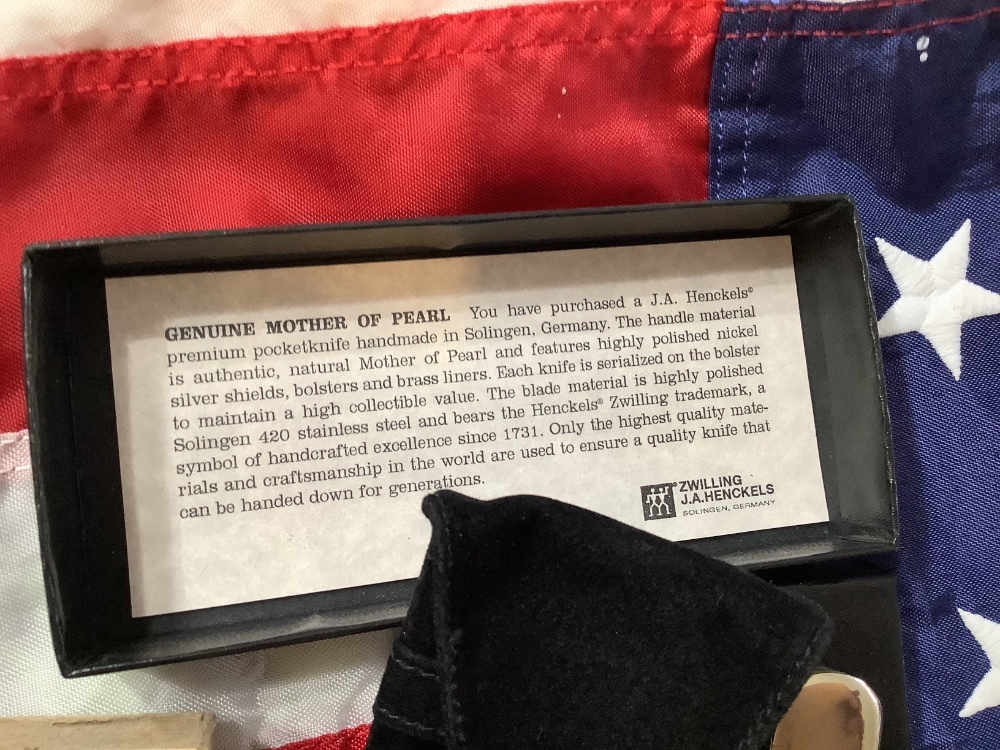 GENUINE MOTHER OF PEARL You have purchased a J.A. Henckels®
premium pocketknife handmade in Solingen, Germany. The handle material
is authentic, natural Mother of Pearl and features highly polished nickel
silver shields, bolsters and brass liners. Each knife is serialized on the bolster
to maintain a high collectible value. The blade material is highly polished
Solingen 420 stainless steel and bears the Henckels® Zwilling trademark, a
symbol of handcrafted excellence since 1731. Only the highest quality mate-
rials and craftsmanship in the world are used to ensure a quality knife that
can be handed down for generations.
ZWILLING
J.A.HENCKELS
SOLINGEN, GERMANY